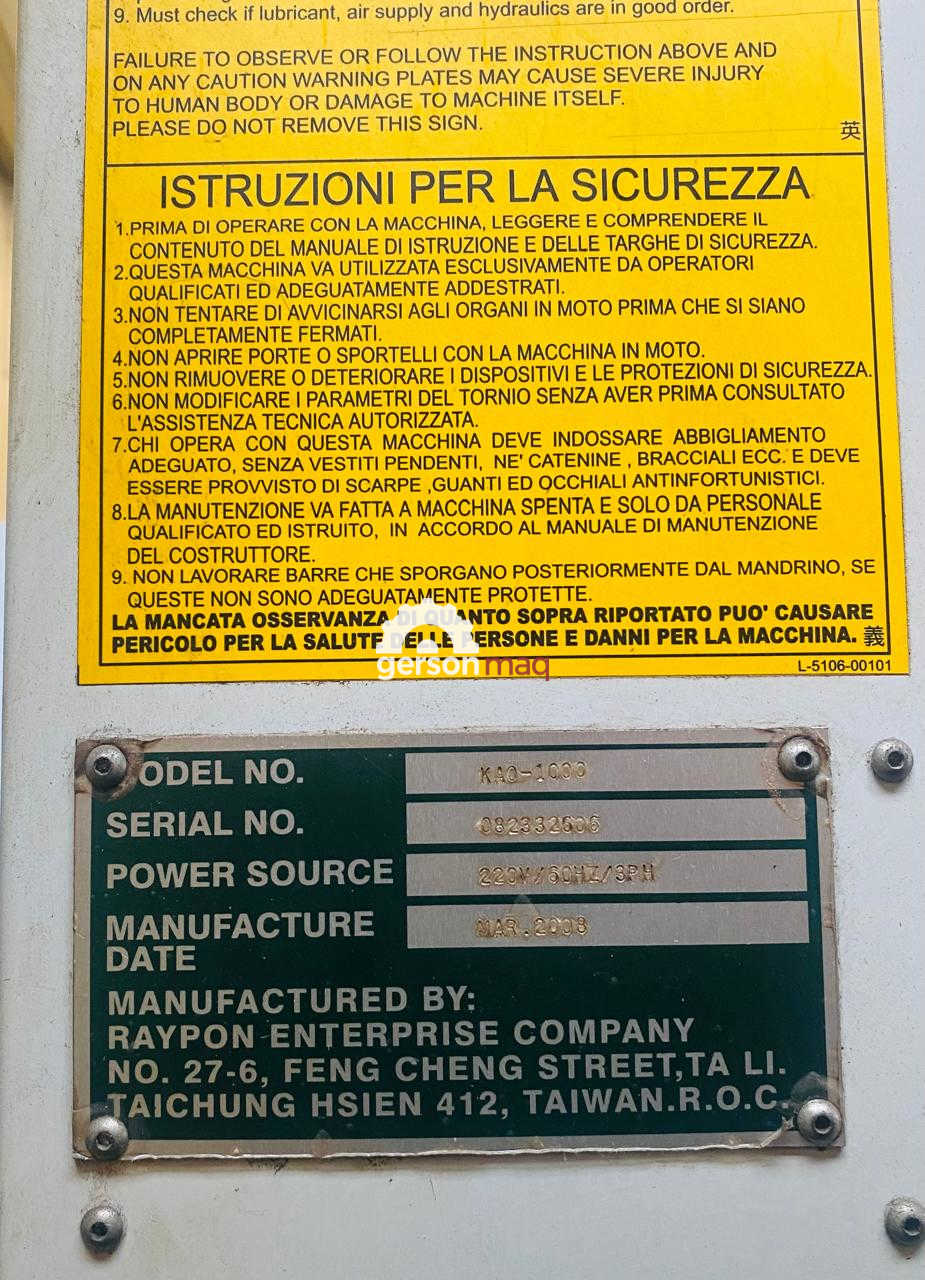 9. Must check if lubricant, air supply and hydraulics are in good order.
FAILURE TO OBSERVE OR FOLLOW THE INSTRUCTION ABOVE AND
ON ANY CAUTION WARNING PLATES MAY CAUSE SEVERE INJURY
TO HUMAN BODY OR DAMAGE TO MACHINE ITSELF.
PLEASE DO NOT REMOVE THIS SIGN.
英
ISTRUZIONI PER LA SICUREZZA
1.PRIMA DI OPERARE CON LA MACCHINA, LEGGERE E COMPRENDERE IL
CONTENUTO DEL MANUALE DI ISTRUZIONE E DELLE TARGHE DI SICUREZZA.
2.QUESTA MACCHINA VA UTILIZZATA ESCLUSIVAMENTE DA OPERATORI
QUALIFICATI ED ADEGUATAMENTE ADDESTRATI.
3.NON TENTARE DI AVVICINARSI AGLI ORGANI IN MOTO PRIMA CHE SI SIANO
COMPLETAMENTE FERMATI.
4.NON APRIRE PORTE O SPORTELLI CON LA MACCHINA IN MOTO.
5.NON RIMUOVERE O DETERIORARE I DISPOSITIVI E LE PROTEZIONI DI SICUREZZA.
6.NON MODIFICARE I PARAMETRI DEL TORNIO SENZA AVER PRIMA CONSULTATO
L'ASSISTENZA TECNICA AUTORIZZATA.
7.CHI OPERA CON QUESTA MACCHINA DEVE INDOSSARE ABBIGLIAMENTO
ADEGUATO, SENZA VESTITI PENDENTI, NE' CATENINE , BRACCIALI ECC. E DEVE
ESSERE PROVVISTO DI SCARPE ,GUANTI ED OCCHIALI ANTINFORTUNISTICI.
8.LA MANUTENZIONE VA FATTA A MACCHINA SPENTA E SOLO DA PERSONALE
QUALIFICATO ED ISTRUITO, IN ACCORDO AL MANUALE DI MANUTENZIONE
DEL COSTRUTTORE.
9. NON LAVORARE BARRE CHE SPORGANO POSTERIORMENTE DAL MANDRINO, SE
QUESTE NON SONO ADEGUATAMENTE PROTETTE.
LA MANCATA OSSERVANZA DI QUANTO SOPRA RIPORTATO PUO' CAUSARE
PERICOLO PER LA SALUTE DELLE PERSONE E DANNI PER LA MACCHINA. 義
gersonmaq
L-5106-00101
ODEL NO. KAO-1000
SERIAL NO. 082332606
POWER SOURCE 220V/60HZ/3PH
MANUFACTURE MAR.2008
DATE
MANUFACTURED BY:
RAYPON ENTERPRISE COMPANY
NO. 27-6, FENG CHENG STREET,TA LI.
TAICHUNG HSIEN 412, TAIWAN.R.O.C.